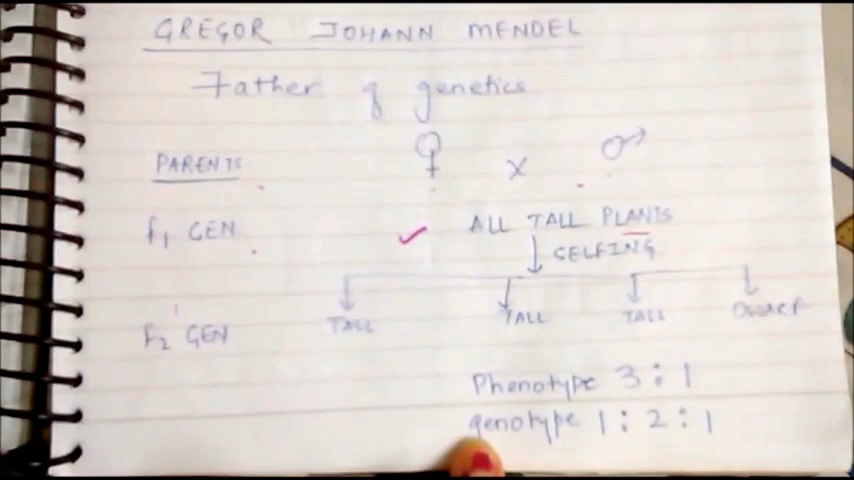 GREGOR JOHANN MENDEL
Father of genetics
PARENTS ♀ x ♂
F1 GEN ✓ ALL TALL PLANTS
SELFING
F2 GEN TALL TALL TALL DWARF
Phenotype 3:1
genotype 1:2:1